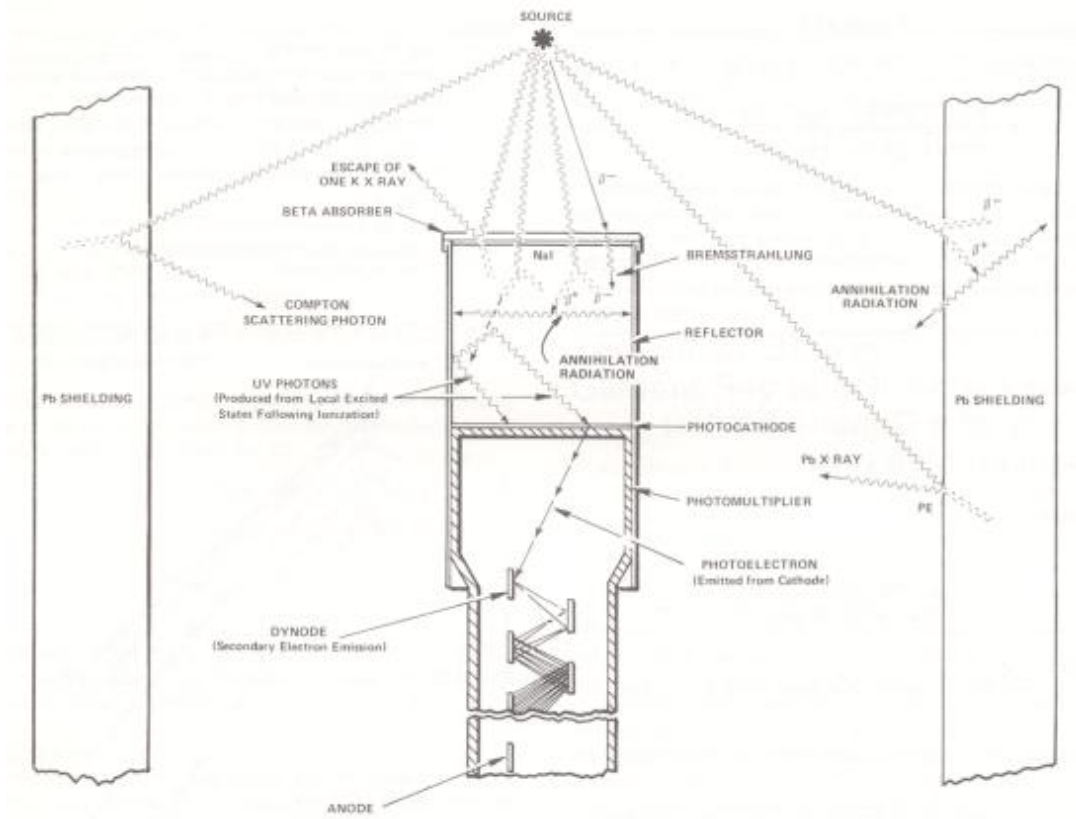 SOURCE
ESCAPE OF
ONE K X RAY
β−
BETA ABSORBER
β−
NaI
BREMSSTRAHLUNG
β+
COMPTON
SCATTERING PHOTON
β+
β−
ANNIHILATION
RADIATION
REFLECTOR
ANNIHILATION
RADIATION
UV PHOTONS
(Produced from Local Excited
States Following Ionization)
Pb SHIELDING
Pb SHIELDING
PHOTOCATHODE
Pb X RAY
PHOTOMULTIPLIER
PE
PHOTOELECTRON
(Emitted from Cathode)
DYNODE
(Secondary Electron Emission)
ANODE